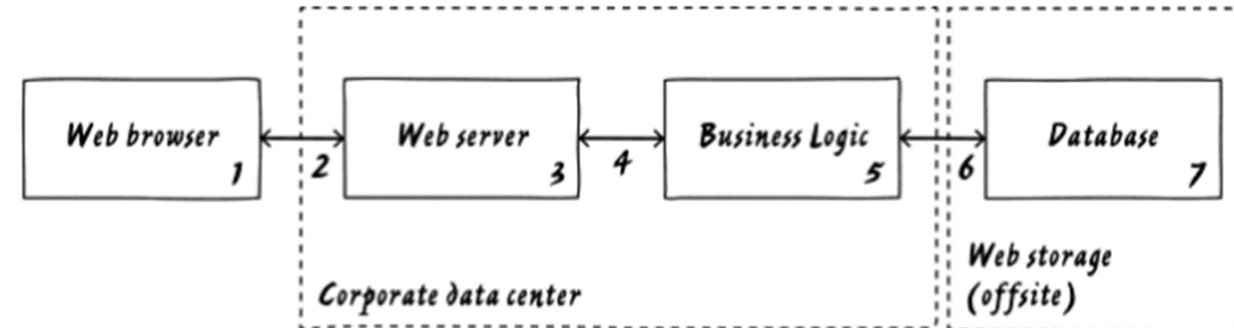 Web browser
1
2
Web server
3
4
Business Logic
5
6
Database
7
Corporate data center
Web storage
(offsite)